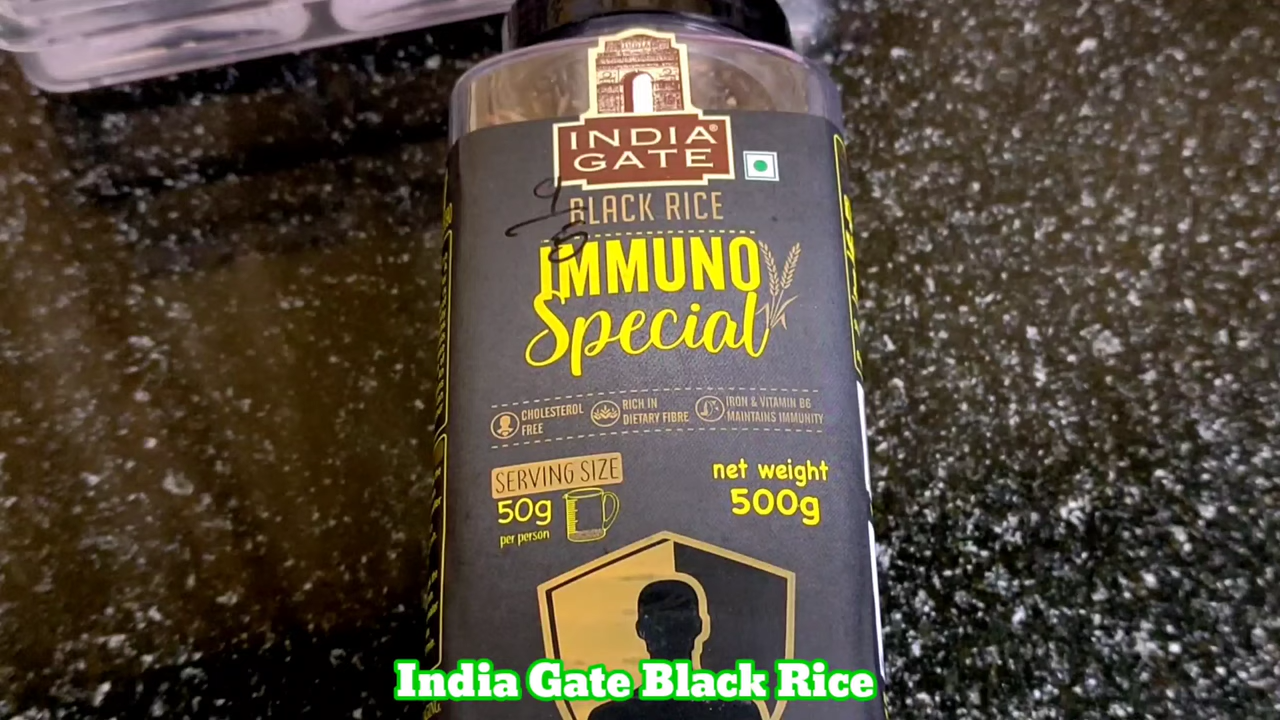 INDIA®
GATE
BLACK RICE
IMMUNO
Special
CHOLESTEROL
FREE
RICH IN
DIETARY FIBRE
IRON & VITAMIN B6
MAINTAINS IMMUNITY
SERVING SIZE
50g
per person
net weight
500g
India Gate Black Rice